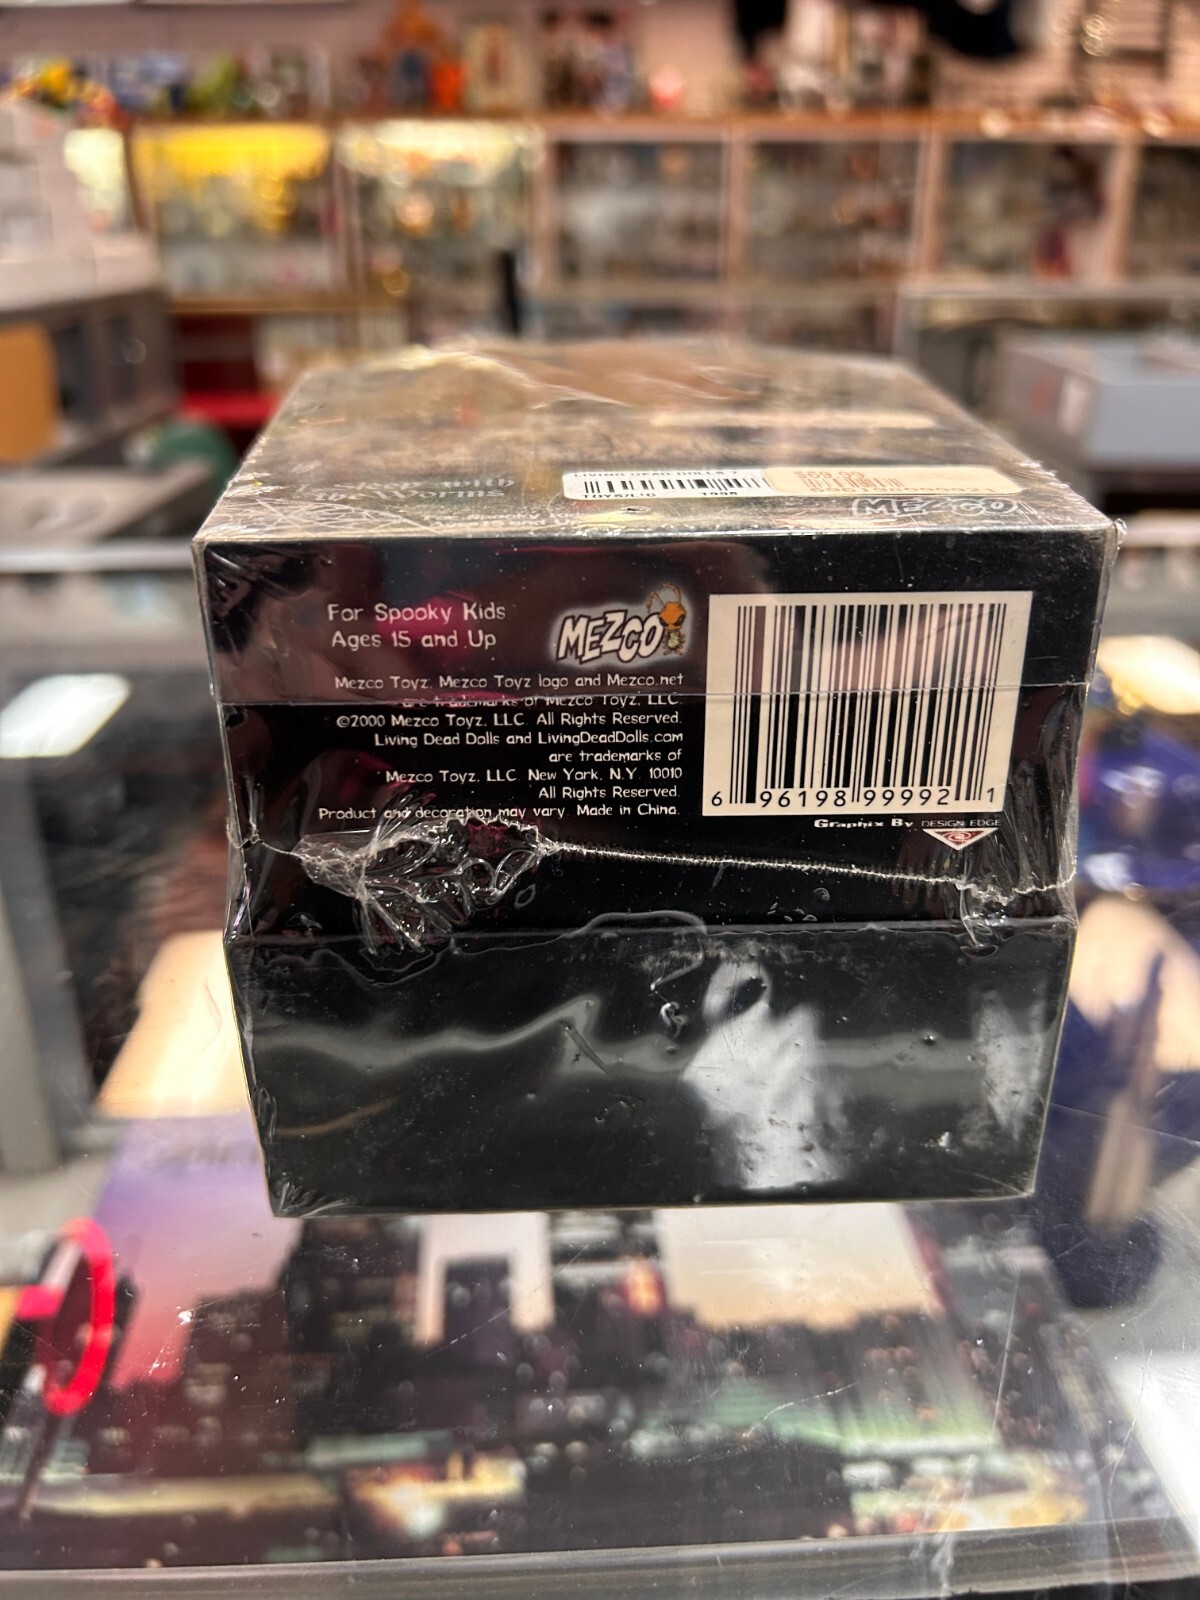 sleep with
the Worms
LIVING DEAD DOLLS
TOYS/L'G 1998
$69.99
MEZCO
For Spooky Kids
Ages 15 and Up
MEZCO
Mezco Toyz, Mezco Toyz logo and Mezco.net
are trademarks of Mezco Toyz, LLC.
©2000 Mezco Toyz, LLC. All Rights Reserved.
Living Dead Dolls and LivingDeadDolls.com
are trademarks of
Mezco Toyz, LLC. New York, N.Y. 10010
All Rights Reserved.
Product and decoration may vary. Made in China.
6 96198 99992 1
Graphix By DESIGN EDGE